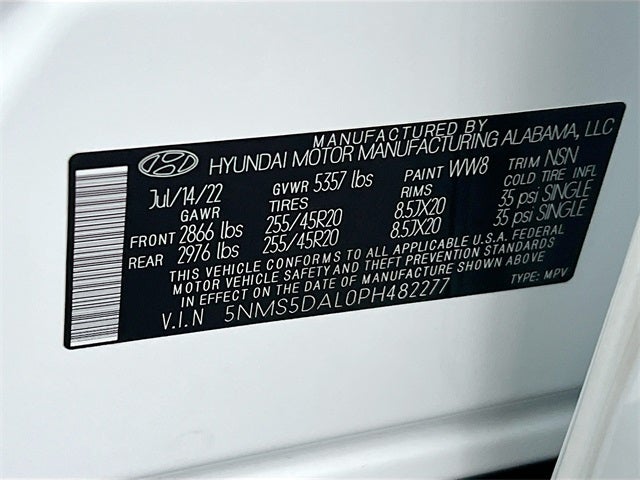 MANUFACTURED BY
HYUNDAI MOTOR MANUFACTURING ALABAMA, LLC
Jul/14/22 GVWR 5357 lbs PAINT WW8 TRIM NSN
GAWR TIRES RIMS COLD TIRE INFL
FRONT 2866 lbs 255/45R20 8.5JX20 35 psi SINGLE
REAR 2976 lbs 255/45R20 8.5JX20 35 psi SINGLE
THIS VEHICLE CONFORMS TO ALL APPLICABLE U.S.A. FEDERAL
MOTOR VEHICLE SAFETY AND THEFT PREVENTION STANDARDS
IN EFFECT ON THE DATE OF MANUFACTURE SHOWN ABOVE
V.I.N 5NMS5DAL0PH482277 TYPE: MPV